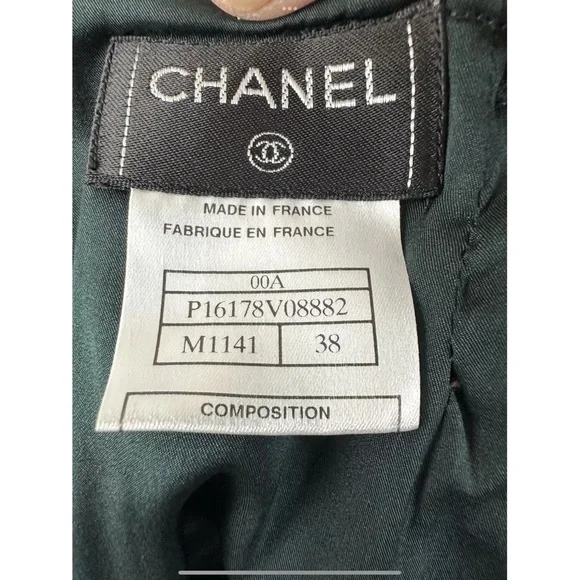 CHANEL
MADE IN FRANCE
FABRIQUE EN FRANCE
00A
P16178V08882
M1141 38
COMPOSITION